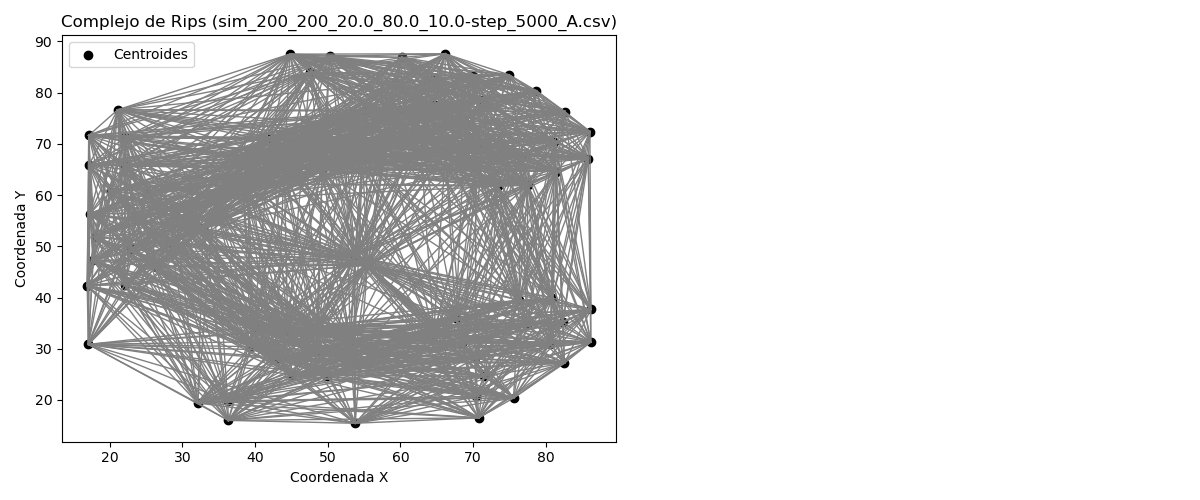 Complejo de Rips (sim_200_200_20.0_80.0_10.0-step_5000_A.csv)
Centroides
90
80
70
60
50
40
30
20
Coordenada Y
20 30 40 50 60 70 80
Coordenada X